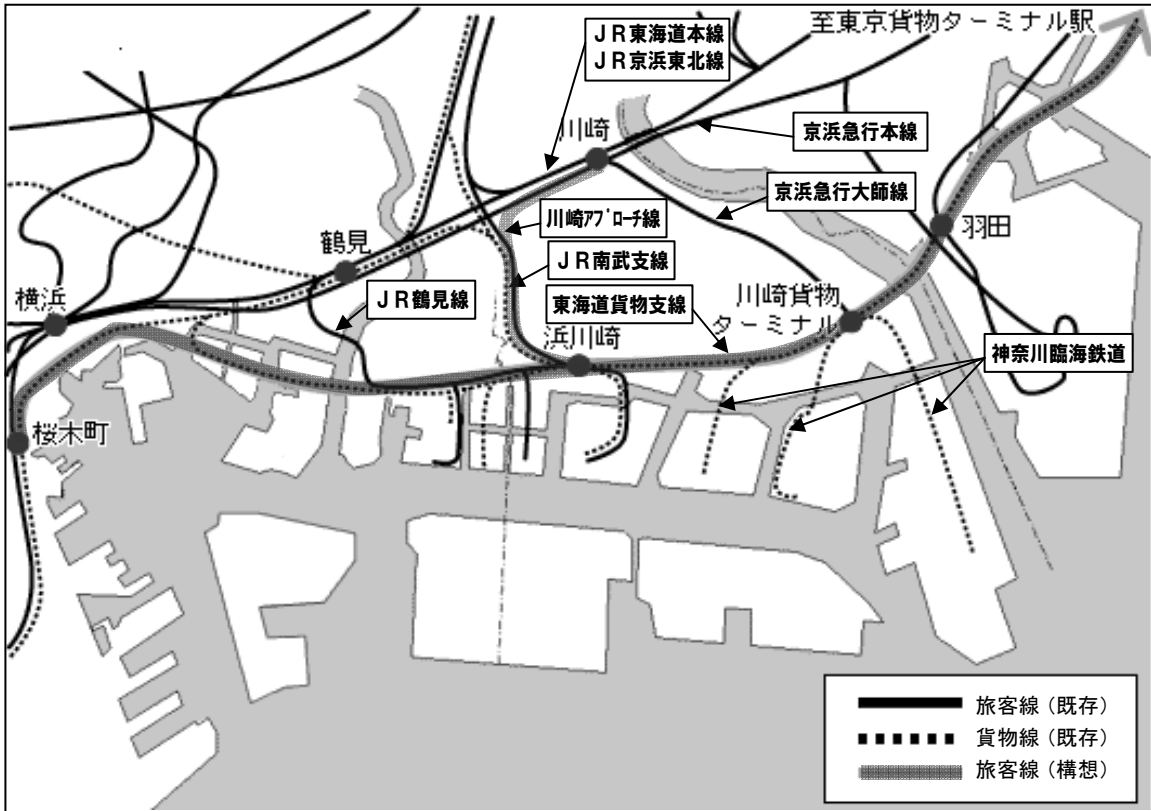 ＪＲ東海道本線
ＪＲ京浜東北線
至東京貨物ターミナル駅
川崎
京浜急行本線
京浜急行大師線
川崎ｱﾌﾟﾛｰﾁ線
羽田
鶴見
ＪＲ南武支線
横浜
ＪＲ鶴見線
東海道貨物支線
川崎貨物
ターミナル
浜川崎
神奈川臨海鉄道
桜木町
旅客線（既存）
貨物線（既存）
旅客線（構想）